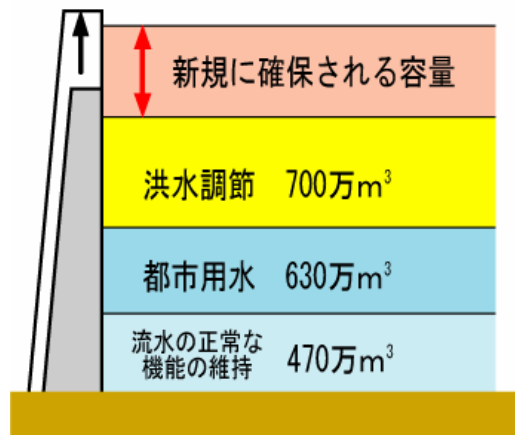 新規に確保される容量
洪水調節 700万m³
都市用水 630万m³
流水の正常な
機能の維持 470万m³